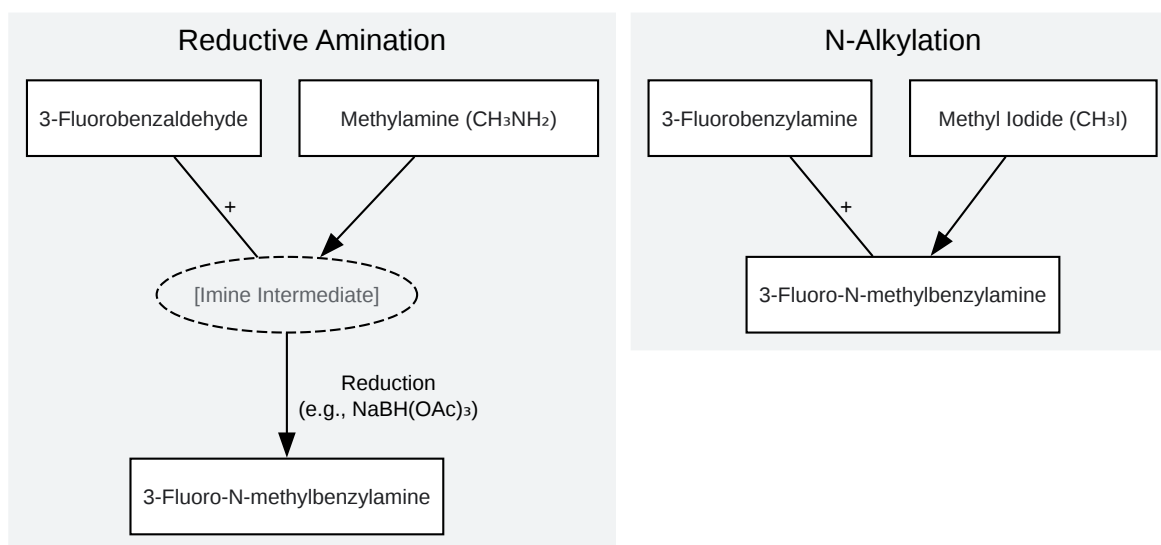 Reductive Amination
3-Fluorobenzaldehyde
Methylamine (CH₃NH₂)
+
[Imine Intermediate]
Reduction
(e.g., NaBH(OAc)₃)
3-Fluoro-N-methylbenzylamine
N-Alkylation
3-Fluorobenzylamine
Methyl Iodide (CH₃I)
+
3-Fluoro-N-methylbenzylamine